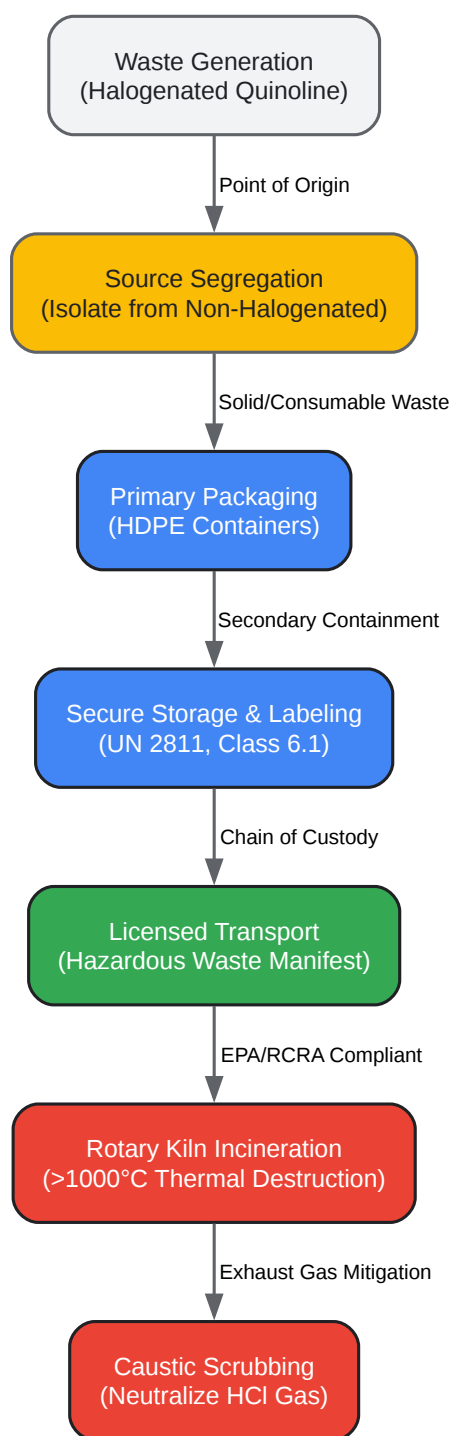 Waste Generation
(Halogenated Quinoline)
Point of Origin
Source Segregation
(Isolate from Non-Halogenated)
Solid/Consumable Waste
Primary Packaging
(HDPE Containers)
Secondary Containment
Secure Storage & Labeling
(UN 2811, Class 6.1)
Chain of Custody
Licensed Transport
(Hazardous Waste Manifest)
EPA/RCRA Compliant
Rotary Kiln Incineration
(>1000°C Thermal Destruction)
Exhaust Gas Mitigation
Caustic Scrubbing
(Neutralize HCl Gas)